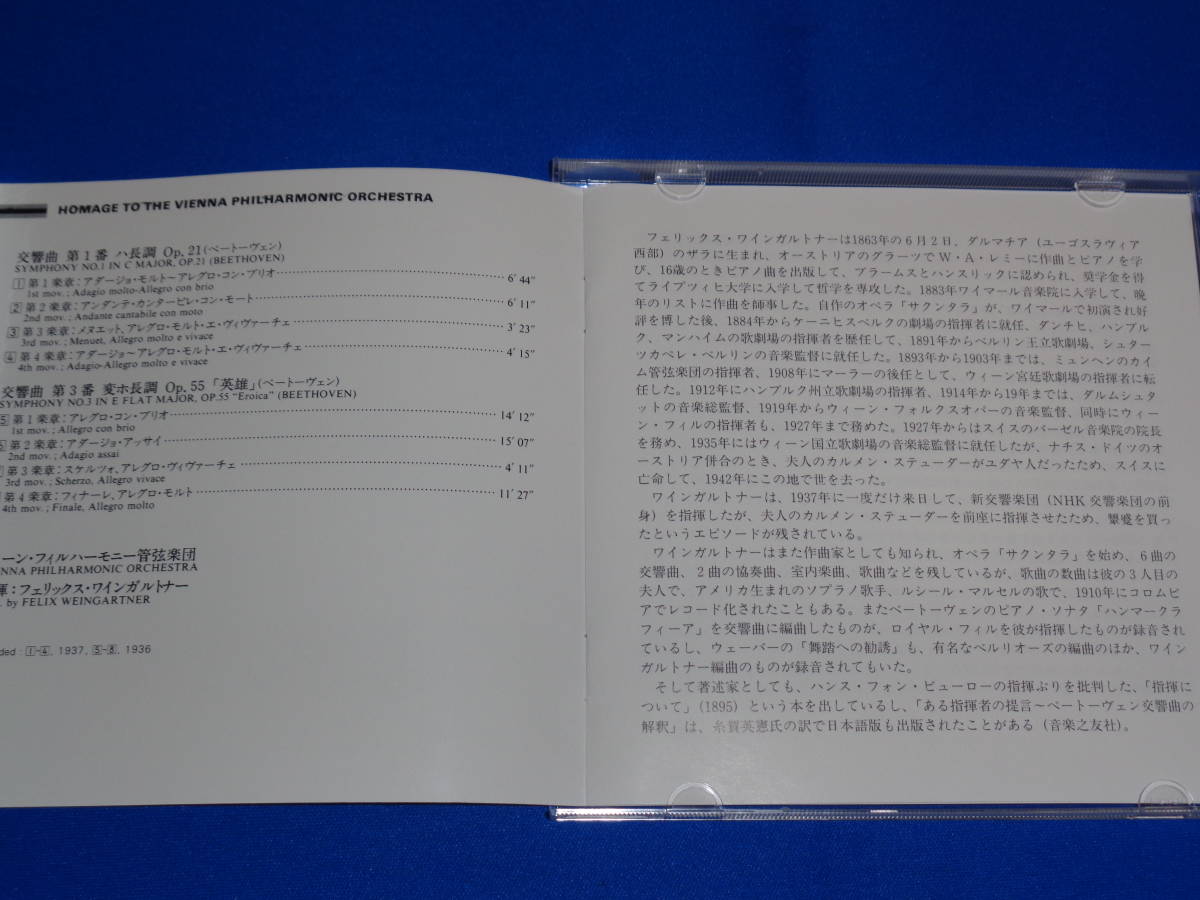 HOMAGE TO THE VIENNA PHILHARMONIC ORCHESTRA
交響曲 第1番 ハ長調 Op. 21 (ベートーヴェン)
SYMPHONY NO.1 IN C MAJOR, OP.21 (BEETHOVEN)
1 第1楽章:アダージョ・モルト~アレグロ・コン・ブリオ 6′44″
1st mov. ; Adagio molto-Allegro con brio
2 第2楽章:アンダンテ・カンタービレ・コン・モート 6′11″
2nd mov. ; Andante cantabile con moto
3 第3楽章:メヌエット、アレグロ・モルト・エ・ヴィヴァーチェ 3′23″
3rd mov. ; Menuet, Allegro molto e vivace
4 第4楽章:アダージョ~アレグロ・モルト・エ・ヴィヴァーチェ 4′15″
4th mov. ; Adagio-Allegro molto e vivace
交響曲 第3番 変ホ長調 Op. 55「英雄」(ベートーヴェン)
SYMPHONY NO.3 IN E FLAT MAJOR, OP.55 "Eroica" (BEETHOVEN)
5 第1楽章:アレグロ・コン・ブリオ 14′12″
1st mov. ; Allegro con brio
第2楽章:アダージョ・アッサイ 15′07″
2nd mov. ; Adagio assai
第3楽章:スケルツォ、アレグロ・ヴィヴァーチェ 4′11″
3rd mov. ; Scherzo, Allegro vivace
第4楽章:フィナーレ、アレグロ・モルト 11′27″
4th mov. ; Finale, Allegro molto
ーン・フィルハーモニー管弦楽団
NNA PHILHARMONIC ORCHESTRA
揮:フェリックス・ワインガルトナー
. by FELIX WEINGARTNER
ded : 1-4, 1937, 5-8, 1936
フェリックス・ワインガルトナーは1863年の6月2日、ダルマチア(ユーゴスラヴィア
西部)のザラに生まれ、オーストリアのグラーツでW・A・レミーに作曲とピアノを学
び、16歳のときピアノ曲を出版して、ブラームスとハンスリックに認められ、奨学金を得
てライプツィヒ大学に入学して哲学を専攻した。1883年ワイマール音楽院に入学して、晩
年のリストに作曲を師事した。自作のオペラ「サクンタラ」が、ワイマールで初演され好
評を博した後、1884年からケーニヒスベルクの劇場の指揮者に就任、ダンチヒ、ハンブル
ク、マンハイムの歌劇場の指揮者を歴任して、1891年からベルリン王立歌劇場、シュター
ツカペレ・ベルリンの音楽監督に就任した。1893年から1903年までは、ミュンヘンのカイ
ム管弦楽団の指揮者、1908年にマーラーの後任として、ウィーン宮廷歌劇場の指揮者に転
任した。1912年にハンブルク州立歌劇場の指揮者、1914から19年までは、ダルムシュタ
ットの音楽総監督、1919年からウィーン・フォルクスオパーの音楽監督、同時にウィー
ン・フィルの指揮者も、1927年まで務めた。1927年からはスイスのバーゼル音楽院の院長
を務め、1935年にはウィーン国立歌劇場の音楽総監督に就任したが、ナチス・ドイツのオ
ーストリア併合のとき、夫人のカルメン・ステューダーがユダヤ人だったため、スイスに
亡命して、1942年にこの地で世を去った。
ワインガルトナーは、1937年に一度だけ来日して、新交響楽団(NHK交響楽団の前
身)を指揮したが、夫人のカルメン・ステューダーを前座に指揮させたため、顰蹙を買っ
たというエピソードが残されている。
ワインガルトナーはまた作曲家としても知られ、オペラ「サクンタラ」を始め、6曲の
交響曲、2曲の協奏曲、室内楽曲、歌曲などを残しているが、歌曲の数曲は彼の3人目の
夫人で、アメリカ生まれのソプラノ歌手、ルシール・マルセルの歌で、1910年にコロムビ
アでレコード化されたこともある。またベートーヴェンのピアノ・ソナタ「ハンマークラ
フィーア」を交響曲に編曲したものが、ロイヤル・フィルを彼が指揮したものが録音され
ているし、ウェーバーの「舞踏への勧誘」も、有名なベルリオーズの編曲のほか、ワイン
ガルトナー編曲のものが録音されてもいた。
そして著述家としても、ハンス・フォン・ビューローの指揮ぶりを批判した、「指揮に
ついて」(1895)という本を出しているし、「ある指揮者の提言~ベートーヴェン交響曲の
解釈」は、糸賀英憲氏の訳で日本語版も出版されたことがある(音楽之友社)。